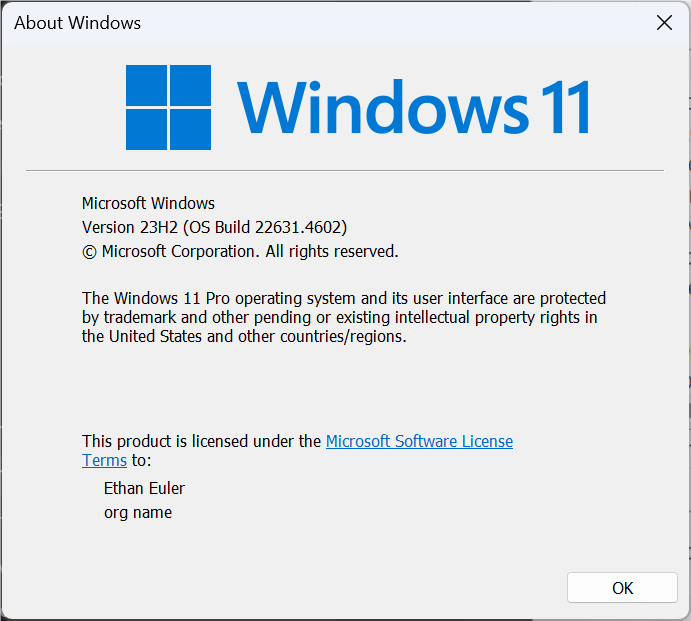 About Windows
Windows 11
Microsoft Windows
Version 23H2 (OS Build 22631.4602)
© Microsoft Corporation. All rights reserved.
The Windows 11 Pro operating system and its user interface are protected
by trademark and other pending or existing intellectual property rights in
the United States and other countries/regions.
This product is licensed under the Microsoft Software License
Terms to:
Ethan Euler
org name
OK